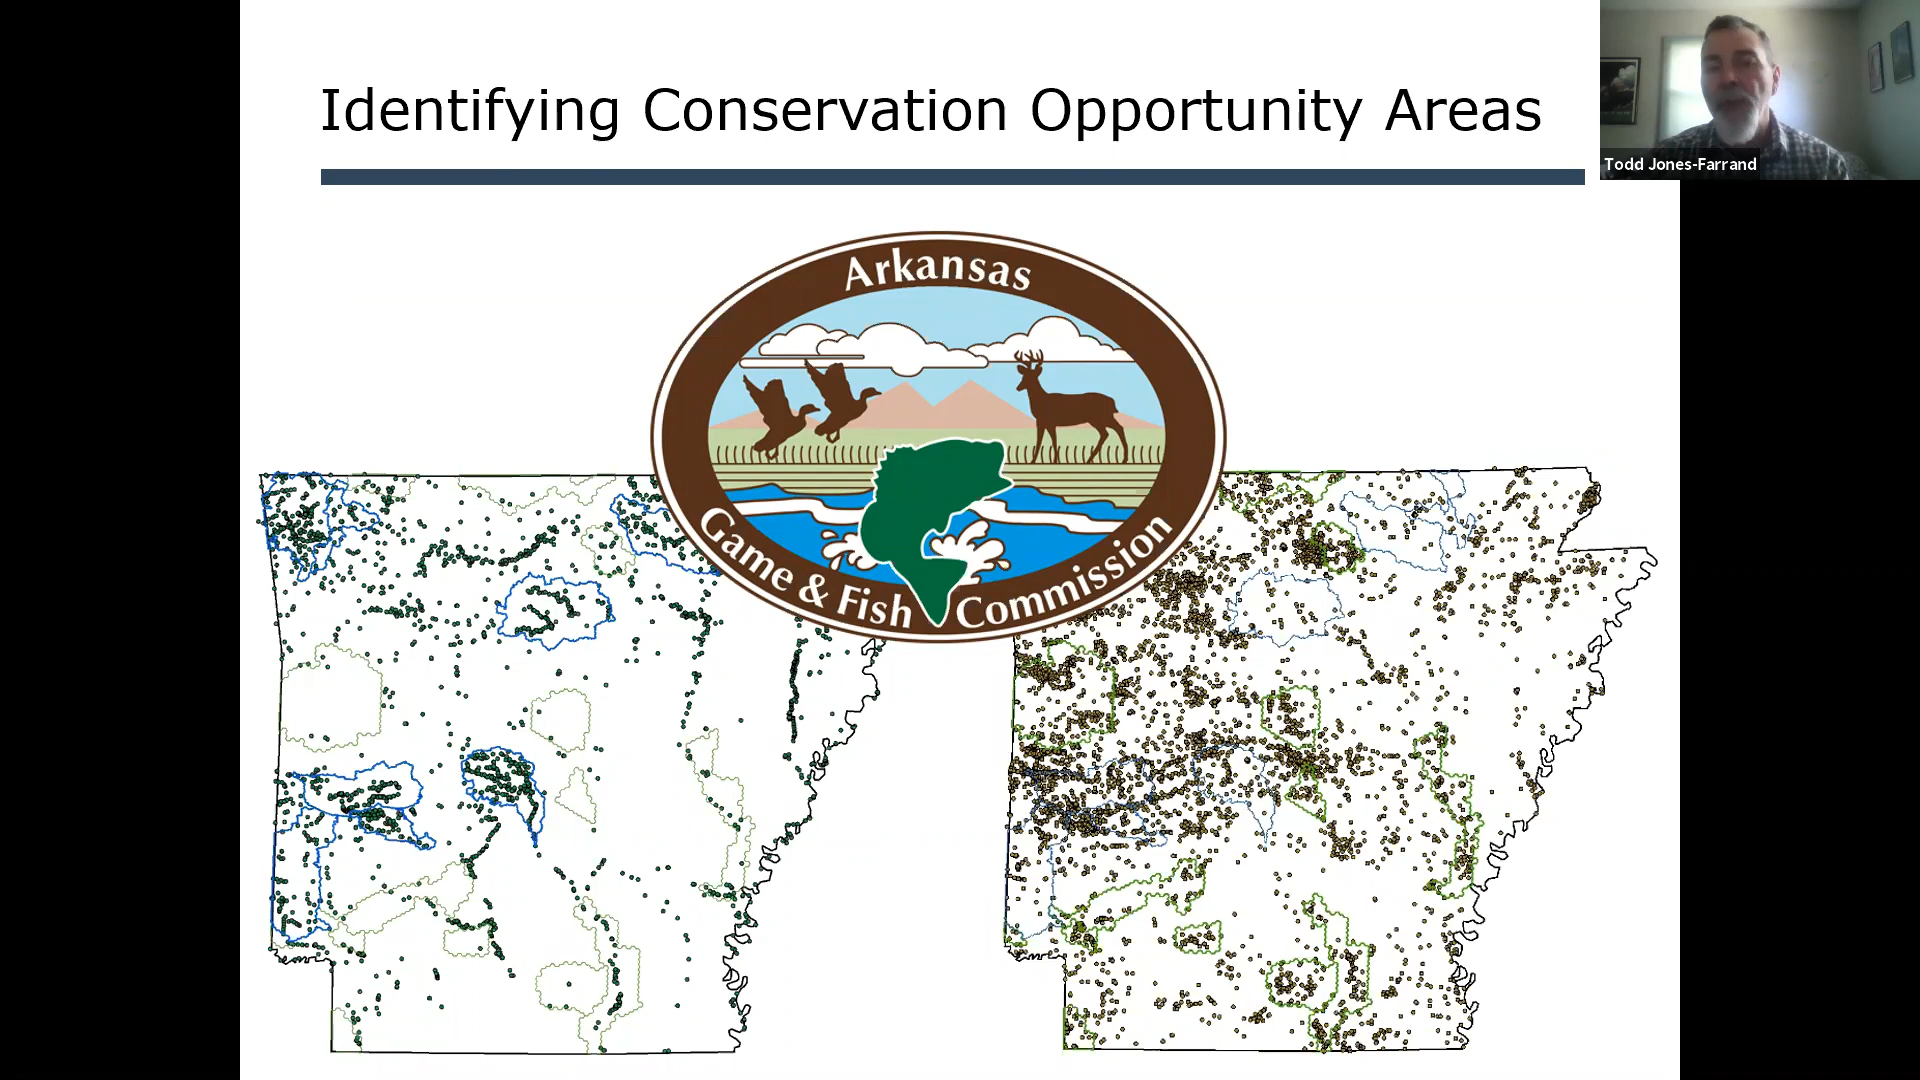 Identifying Conservation Opportunity Areas
Todd Jones-Farrand
Arkansas
Game & Fish Commission